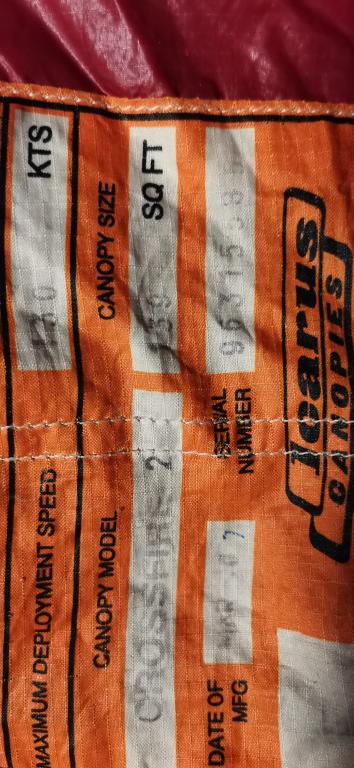 MAXIMUM DEPLOYMENT SPEED KTS
CANOPY MODEL CANOPY SIZE
CROSSFIRE 2 SQ FT
DATE OF SERIAL
MFG NUMBER
Icarus
CANOPIES